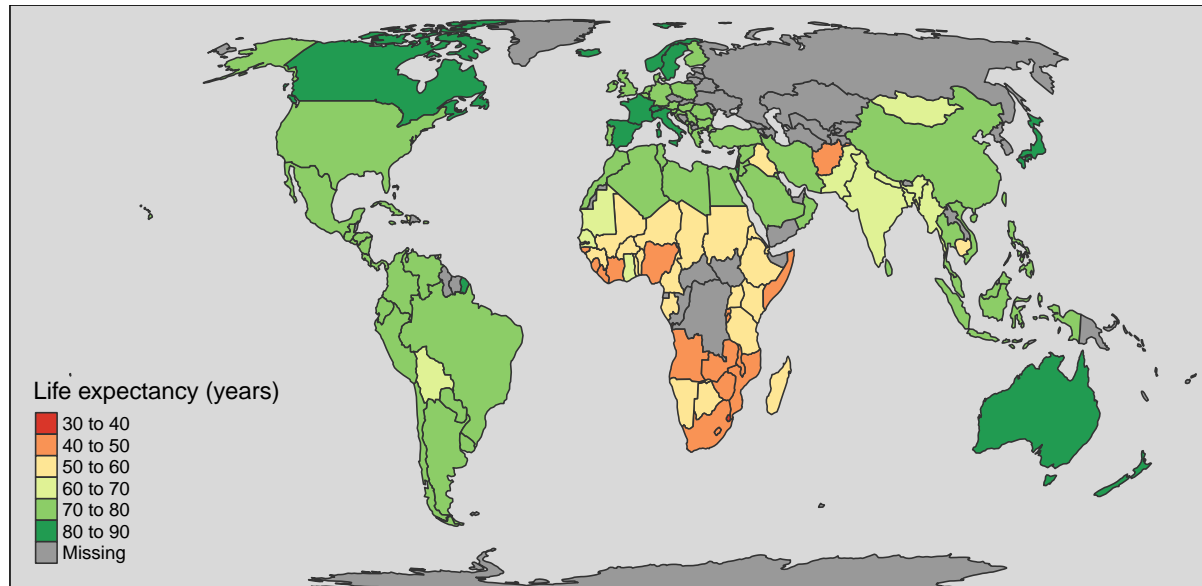 Life expectancy (years)
30 to 40
40 to 50
50 to 60
60 to 70
70 to 80
80 to 90
Missing